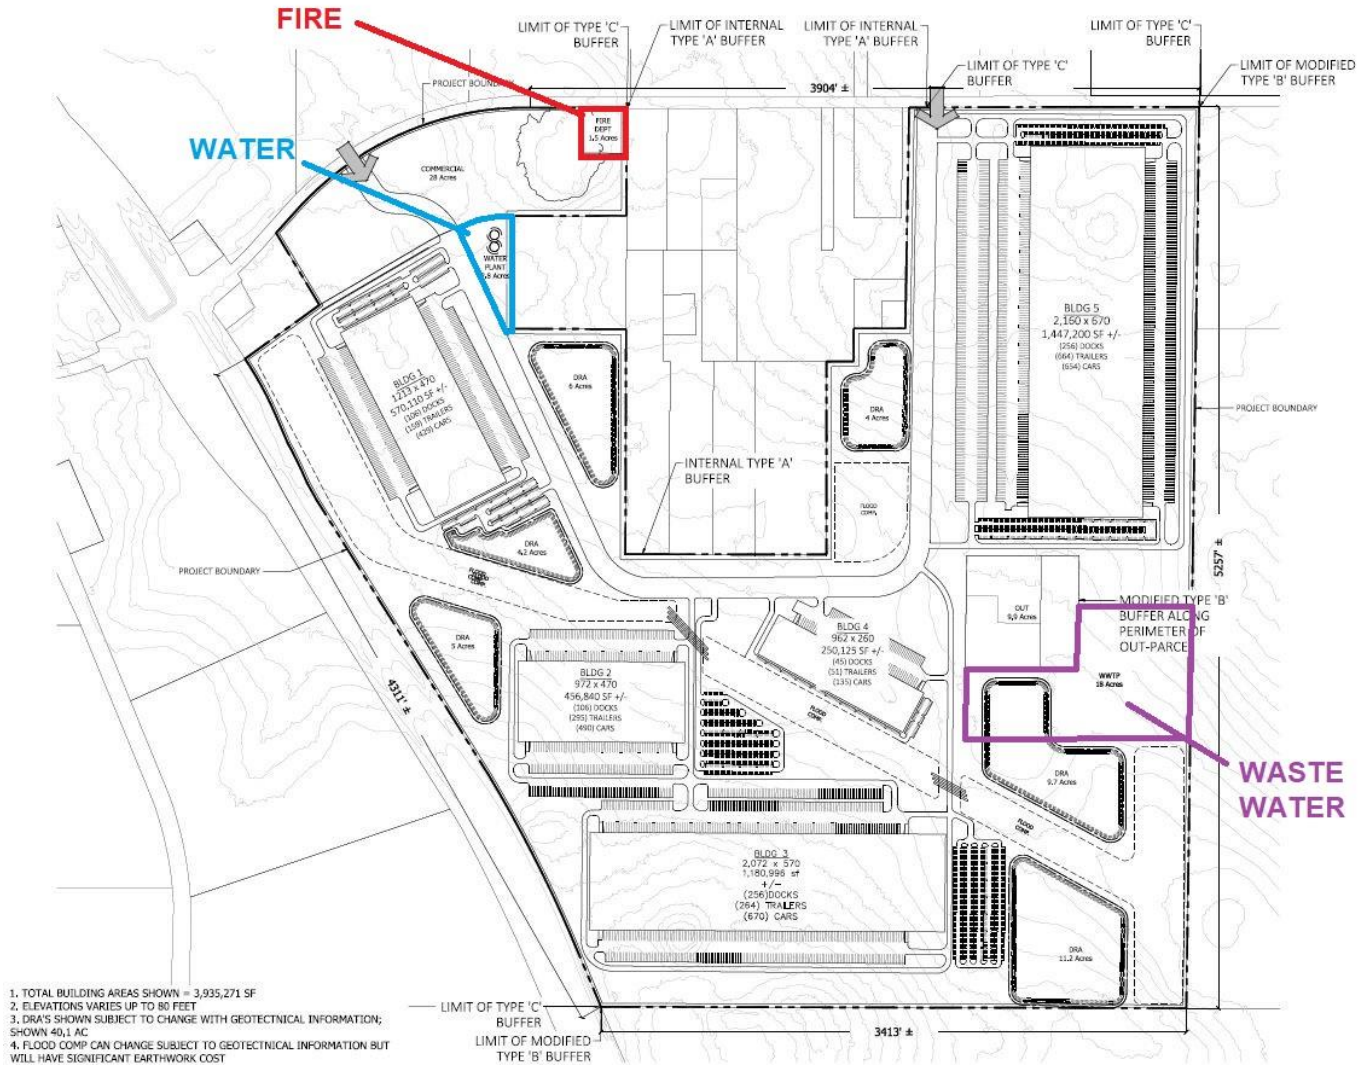 FIRE
LIMIT OF TYPE 'C'
BUFFER
LIMIT OF INTERNAL
TYPE 'A' BUFFER
LIMIT OF INTERNAL
TYPE 'A' BUFFER
LIMIT OF TYPE 'C'
BUFFER
LIMIT OF TYPE 'C'
BUFFER
LIMIT OF MODIFIED
TYPE 'B' BUFFER
PROJECT BOUNDARY
3904' ±
FIRE
DEPT
1.5 Acres
WATER
COMMERCIAL
28 Acres
WATER
PLANT
.8 Acres
BLDG 1
1213 x 470
570,110 SF +/-
(106) DOCKS
(159) TRAILERS
(429) CARS
DRA
6 Acres
DRA
4 Acres
BLDG 5
2,160 x 670
1,447,200 SF +/-
(256) DOCKS
(664) TRAILERS
(654) CARS
PROJECT BOUNDARY
INTERNAL TYPE 'A'
BUFFER
FLOOD
COMP.
DRA
4.2 Acres
PROJECT BOUNDARY
FLOOD
COMP.
5257' ±
OUT
9.9 Acres
MODIFIED TYPE 'B'
BUFFER ALONG
PERIMETER OF
OUT-PARCEL
DRA
5 Acres
BLDG 4
962 x 260
250,125 SF +/-
(45) DOCKS
(51) TRAILERS
(135) CARS
BLDG 2
972 x 470
456,840 SF +/-
(106) DOCKS
(295) TRAILERS
(490) CARS
WWTP
18 Acres
4311' ±
FLOOD
COMP.
DRA
9.7 Acres
WASTE
WATER
FLOOD
COMP.
BLDG 3
2,072 x 570
1,180,996 sf
+/-
(256)DOCKS
(264) TRAILERS
(670) CARS
DRA
11.2 Acres
1. TOTAL BUILDING AREAS SHOWN = 3,935,271 SF
2. ELEVATIONS VARIES UP TO 80 FEET
3. DRA'S SHOWN SUBJECT TO CHANGE WITH GEOTECTNICAL INFORMATION;
SHOWN 40.1 AC
4. FLOOD COMP CAN CHANGE SUBJECT TO GEOTECTNICAL INFORMATION BUT
WILL HAVE SIGNIFICANT EARTHWORK COST
LIMIT OF TYPE 'C'
BUFFER
LIMIT OF MODIFIED
TYPE 'B' BUFFER
3413' ±